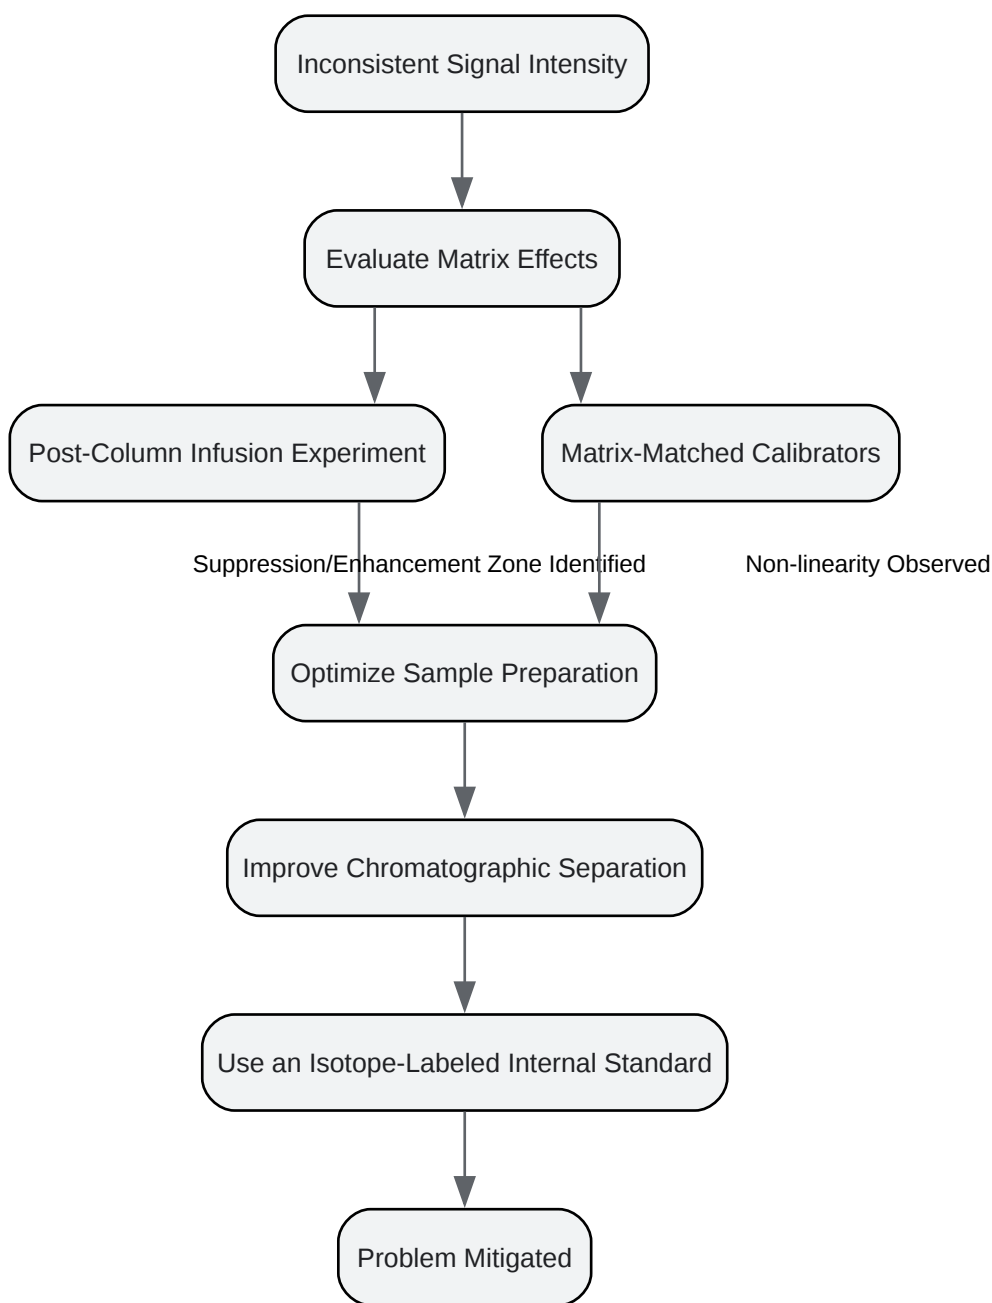 Inconsistent Signal Intensity
Evaluate Matrix Effects
Post-Column Infusion Experiment
Matrix-Matched Calibrators
Suppression/Enhancement Zone Identified
Non-linearity Observed
Optimize Sample Preparation
Improve Chromatographic Separation
Use an Isotope-Labeled Internal Standard
Problem Mitigated